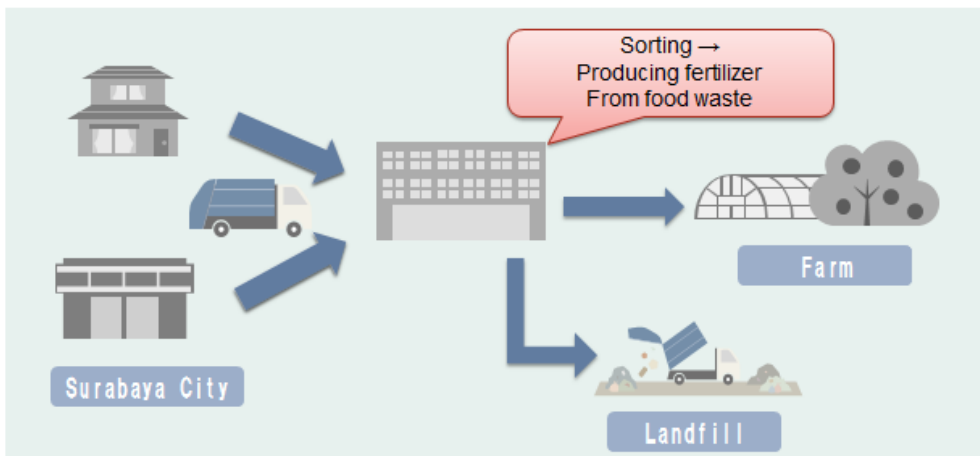 Sorting →
Producing fertilizer
From food waste
Farm
Surabaya City
Landfill